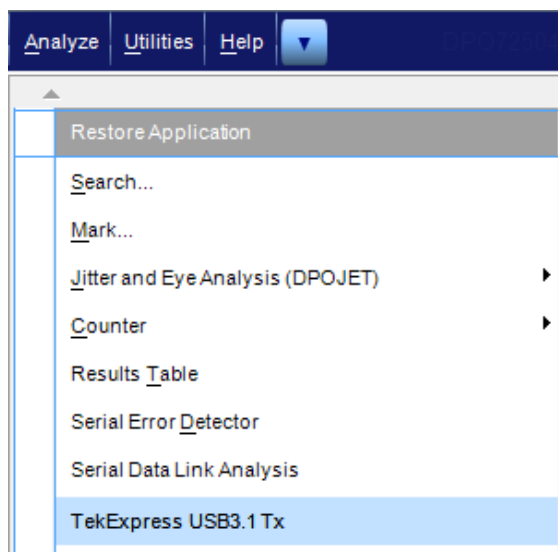 Analyze Utilities Help
DPO7250
Restore Application
Search...
Mark...
Jitter and Eye Analysis (DPOJET)
Counter
Results Table
Serial Error Detector
Serial Data Link Analysis
TekExpress USB3.1 Tx